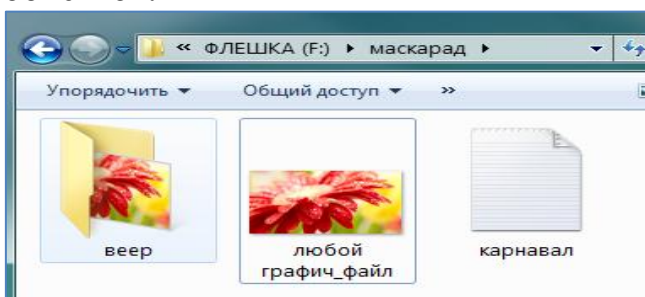 « ФЛЕШКА (F:) ▸ маскарад ▸
Упорядочить ▾ Общий доступ ▾ »
веер
любой
графич_файл
карнавал